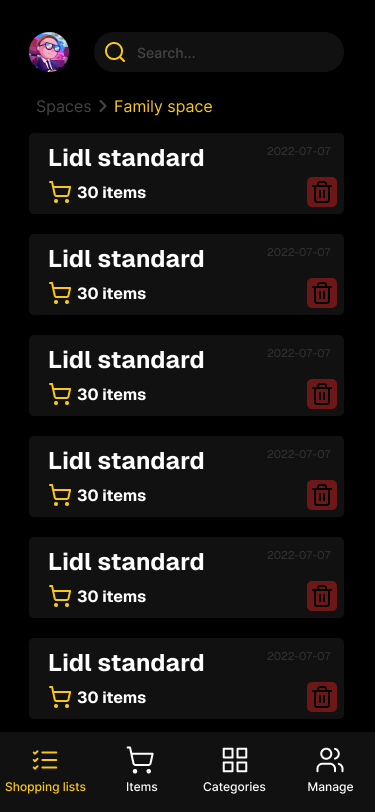 Search...
Spaces > Family space
Lidl standard
2022-07-07
30 items
Lidl standard
2022-07-07
30 items
Lidl standard
2022-07-07
30 items
Lidl standard
2022-07-07
30 items
Lidl standard
2022-07-07
30 items
Lidl standard
2022-07-07
30 items
Shopping lists Items Categories Manage